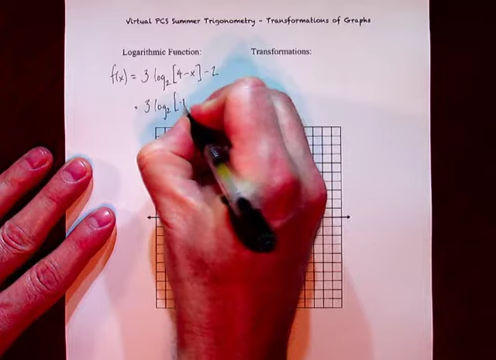 Virtual PCS Summer Trigonometry - Transformations of Graphs
Logarithmic Function: Transformations:
f(x) = 3 log₂ [4-x] - 2
= 3 log₂ [-